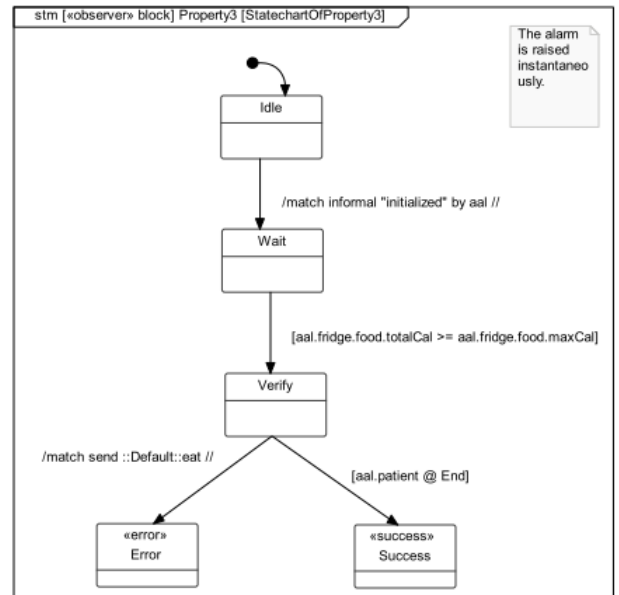 stm [«observer» block] Property3 [StatechartOfProperty3]
The alarm
is raised
instantaneo
usly.
Idle
/match informal "initialized" by aal //
Wait
[aal.fridge.food.totalCal >= aal.fridge.food.maxCal]
Verify
/match send ::Default::eat //
[aal.patient @ End]
«error»
Error
«success»
Success